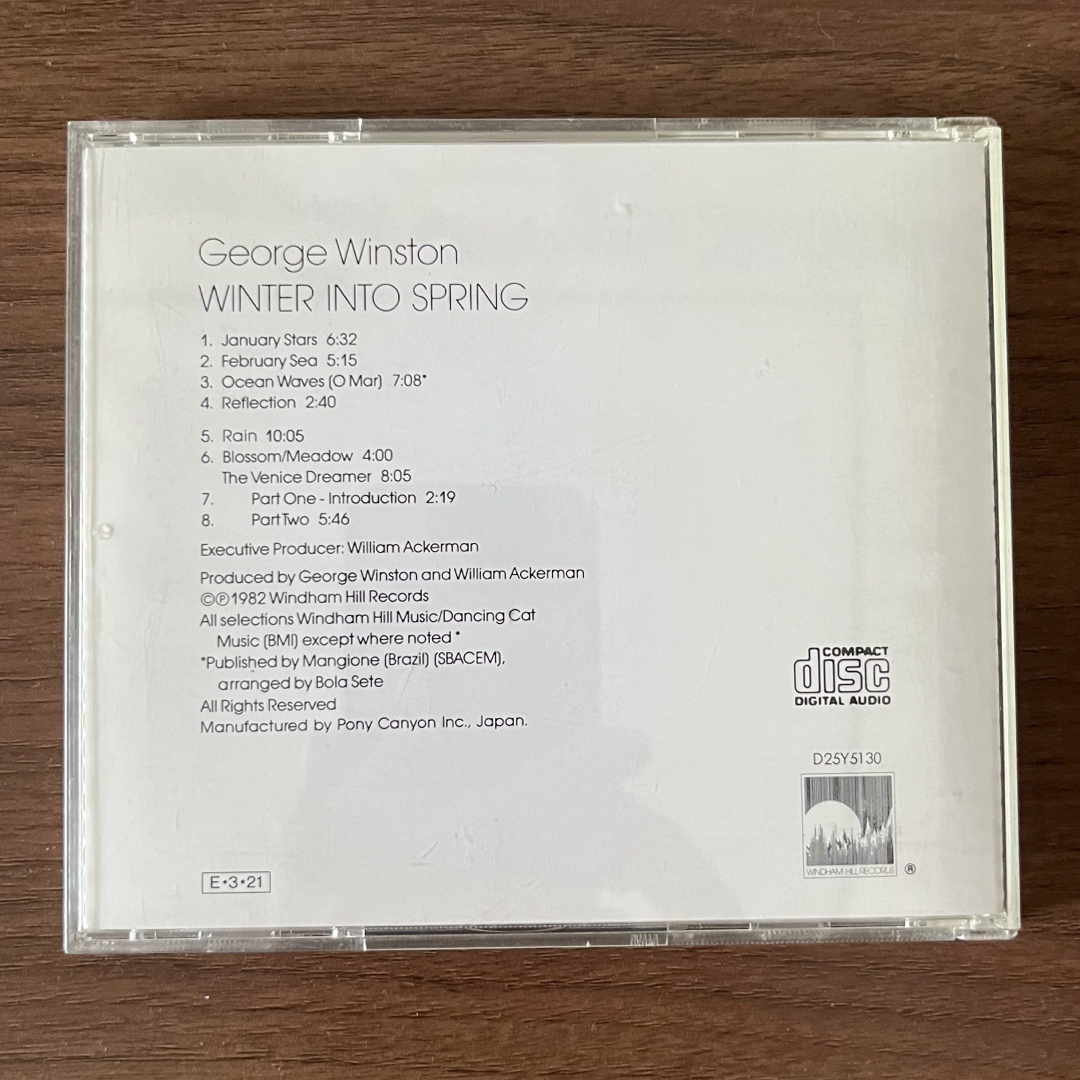 George Winston
WINTER INTO SPRING
1. January Stars 6:32
2. February Sea 5:15
3. Ocean Waves (O Mar) 7:08*
4. Reflection 2:40
5. Rain 10:05
6. Blossom/Meadow 4:00
The Venice Dreamer 8:05
7. Part One - Introduction 2:19
8. Part Two 5:46
Executive Producer: William Ackerman
Produced by George Winston and William Ackerman
©℗1982 Windham Hill Records
All selections Windham Hill Music/Dancing Cat
Music (BMI) except where noted *
*Published by Mangione (Brazil) (SBACEM),
arranged by Bola Sete
All Rights Reserved
Manufactured by Pony Canyon Inc., Japan.
COMPACT
disc
DIGITAL AUDIO
D25Y5130
WINDHAM HILL RECORDS ®
E•3•21